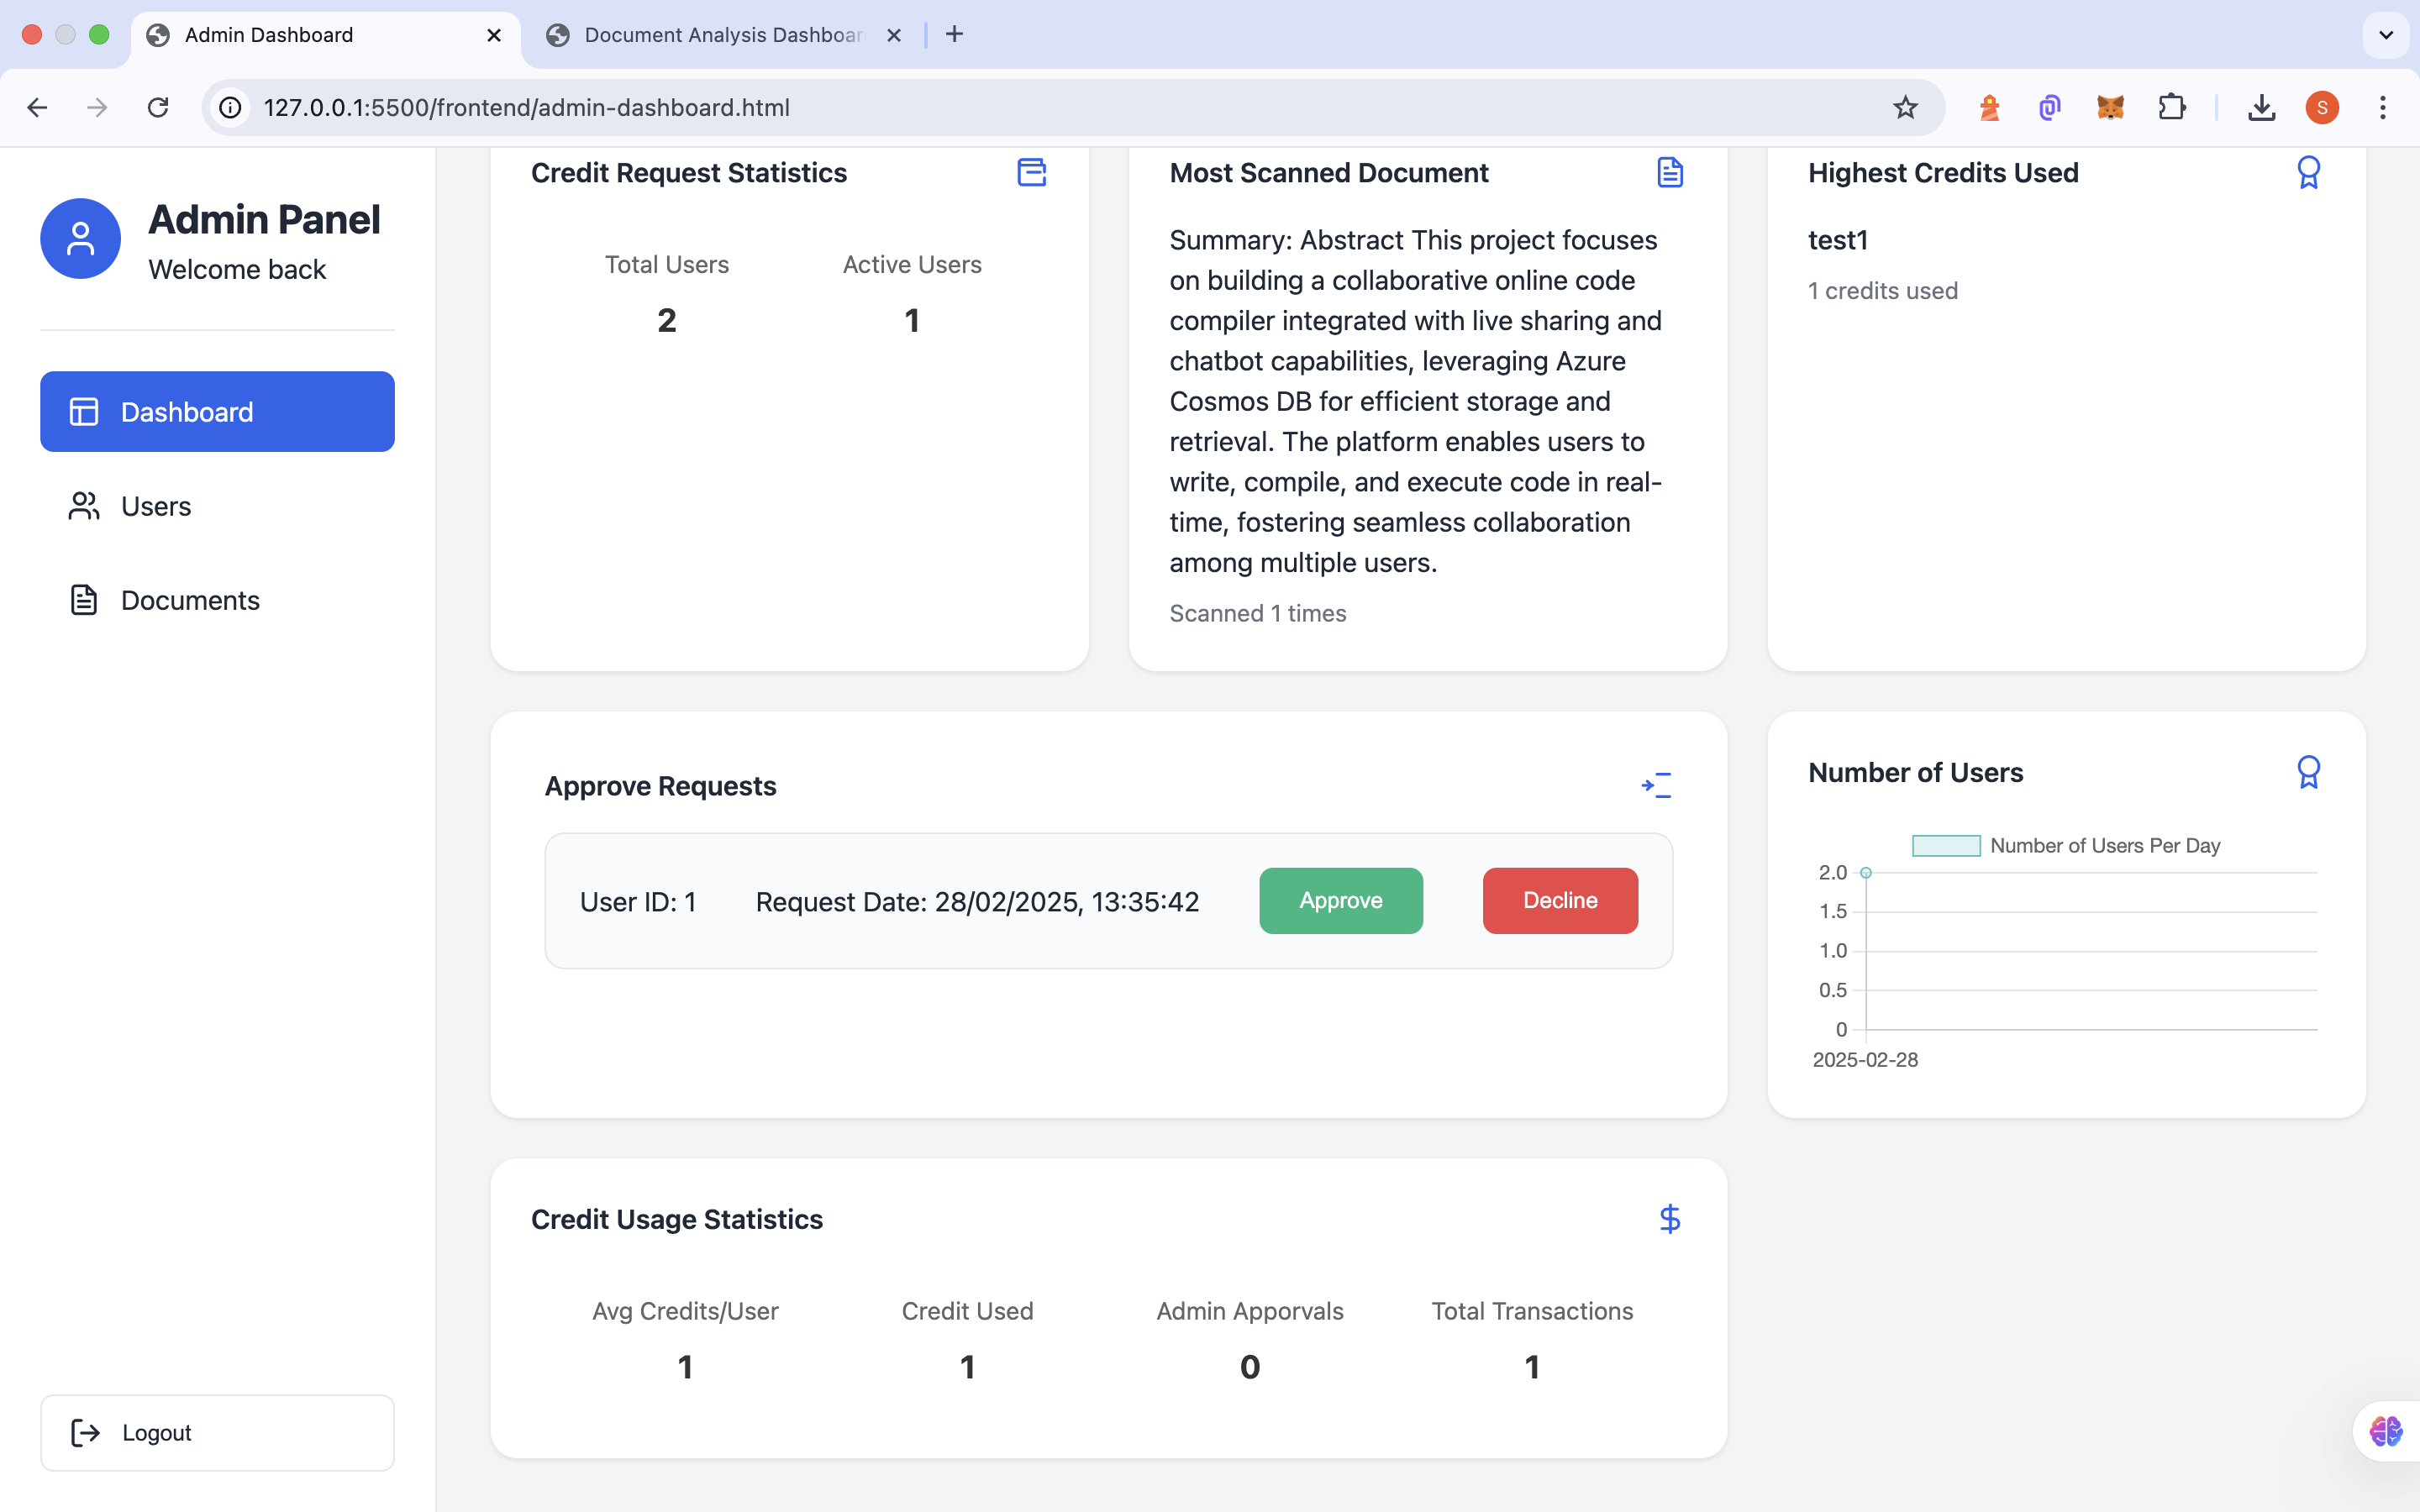 Admin Dashboard
Document Analysis Dashboar
127.0.0.1:5500/frontend/admin-dashboard.html
S
Admin Panel
Welcome back
Dashboard
Users
Documents
Logout
Credit Request Statistics
Total Users
Active Users
2
1
Most Scanned Document
Summary: Abstract This project focuses
on building a collaborative online code
compiler integrated with live sharing and
chatbot capabilities, leveraging Azure
Cosmos DB for efficient storage and
retrieval. The platform enables users to
write, compile, and execute code in real-
time, fostering seamless collaboration
among multiple users.
Scanned 1 times
Highest Credits Used
test1
1 credits used
Approve Requests
User ID: 1
Request Date: 28/02/2025, 13:35:42
Approve
Decline
Number of Users
Number of Users Per Day
2.0
1.5
1.0
0.5
0
2025-02-28
Credit Usage Statistics
$
Avg Credits/User
Credit Used
Admin Apporvals
Total Transactions
1
1
0
1